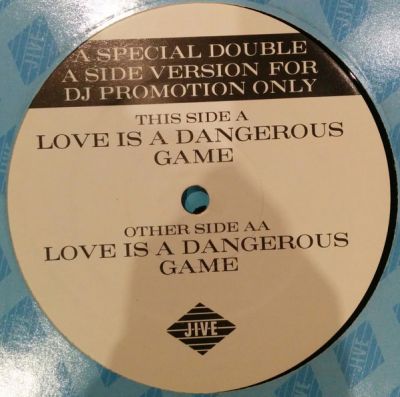 A SPECIAL DOUBLE
A SIDE VERSION FOR
DJ PROMOTION ONLY
THIS SIDE A
LOVE IS A DANGEROUS
GAME
OTHER SIDE AA
LOVE IS A DANGEROUS
GAME
JIVE